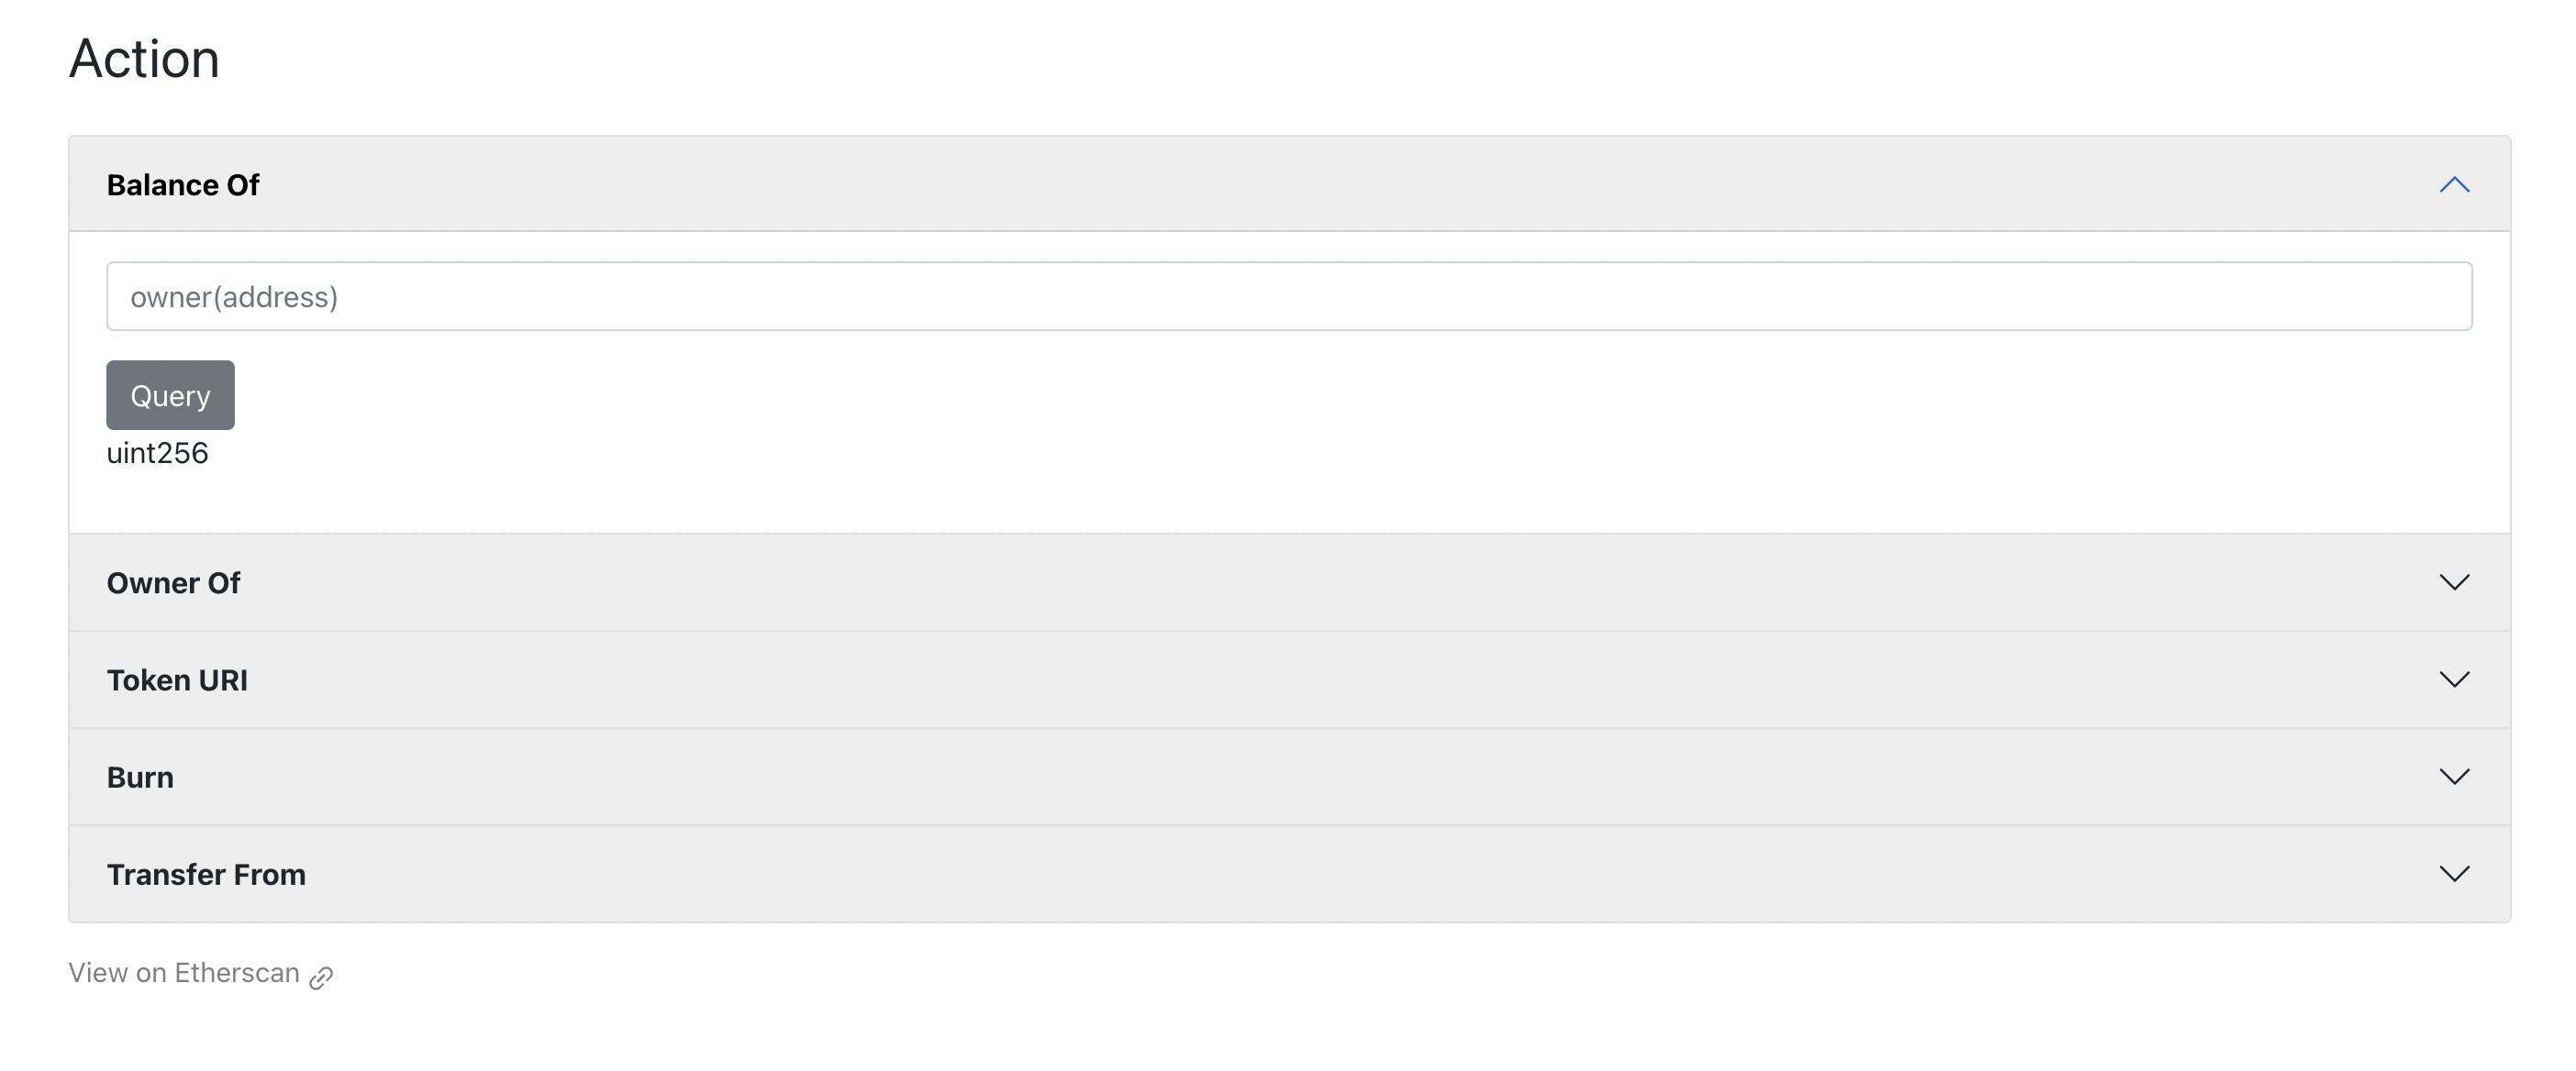 Action
Balance Of
owner(address)
Query
uint256
Owner Of
Token URI
Burn
Transfer From
View on Etherscan